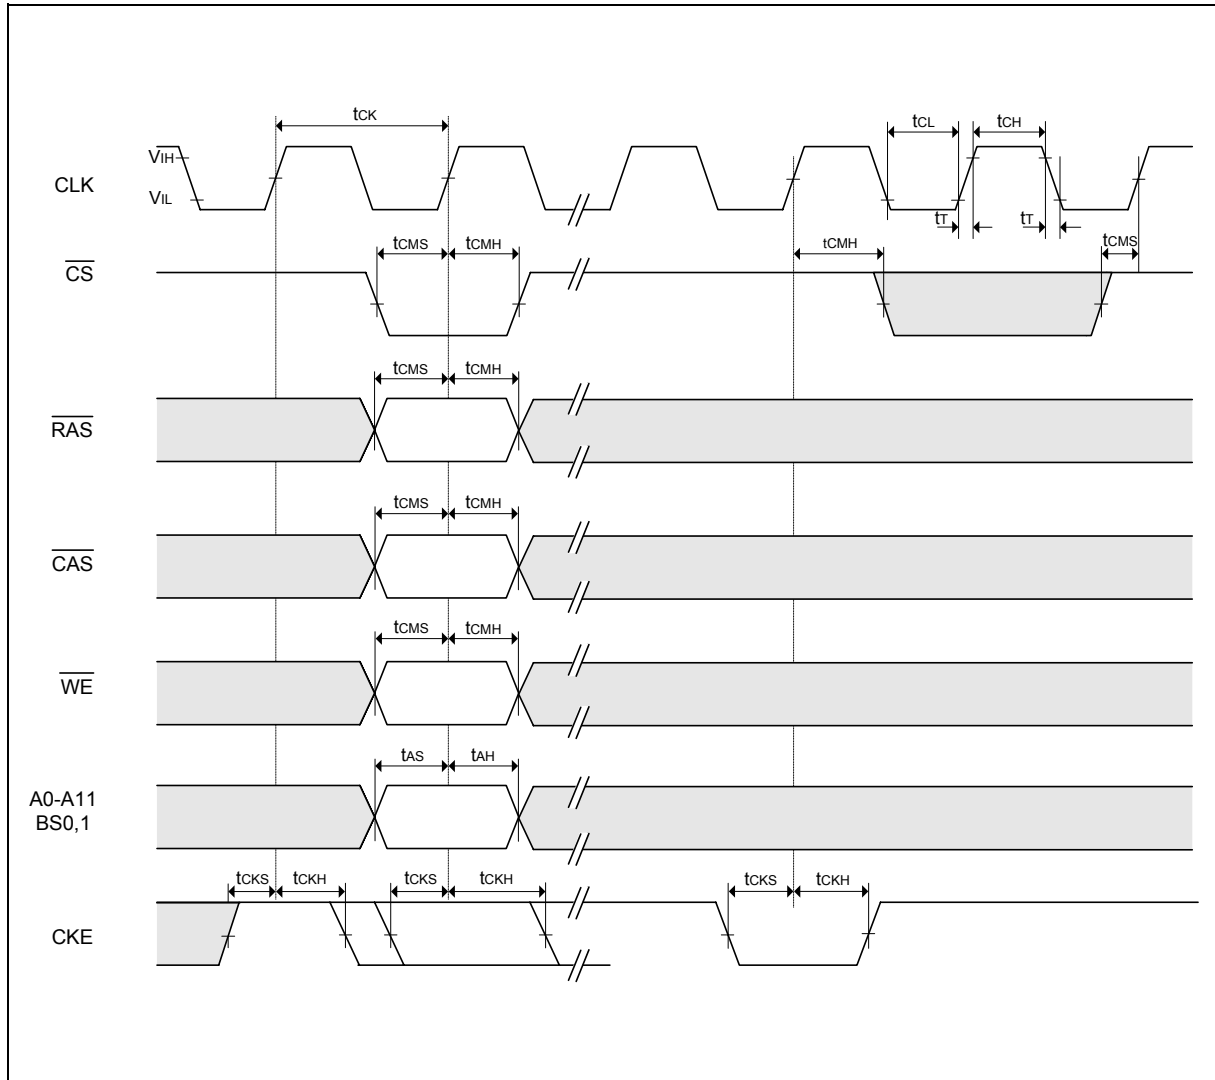 tCK
tCL
tCH
VIH
CLK
VIL
tT
tT
tCMS
tCMH
tCMH
tCMS
CS
tCMS
tCMH
RAS
tCMS
tCMH
CAS
tCMS
tCMH
WE
tAS
tAH
A0-A11
BS0,1
tCKS
tCKH
tCKS
tCKH
tCKS
tCKH
CKE